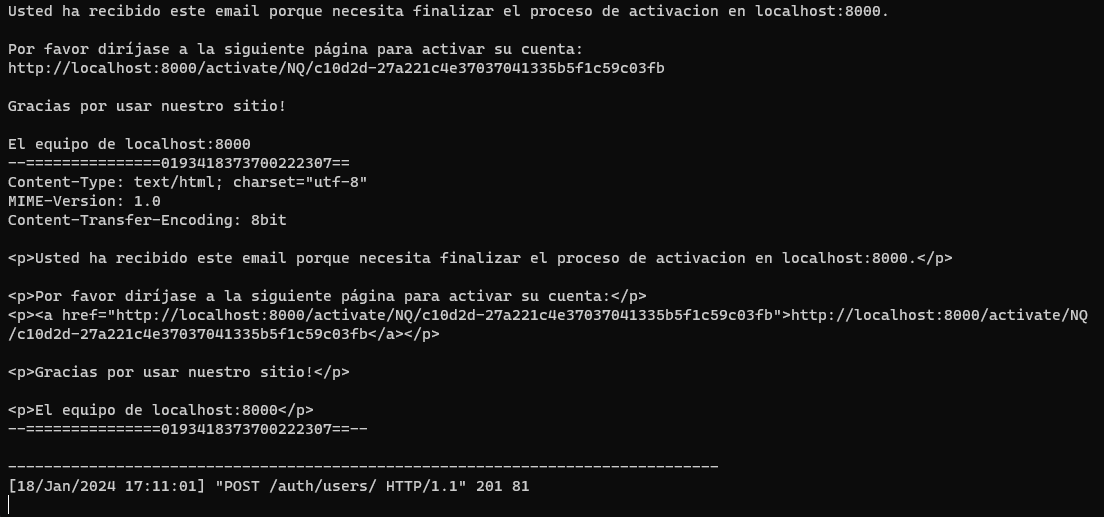 Usted ha recibido este email porque necesita finalizar el proceso de activacion en localhost:8000.
Por favor diríjase a la siguiente página para activar su cuenta:
http://localhost:8000/activate/NQ/c10d2d-27a221c4e37037041335b5f1c59c03fb
Gracias por usar nuestro sitio!
El equipo de localhost:8000
--===============0193418373700222307==
Content-Type: text/html; charset="utf-8"
MIME-Version: 1.0
Content-Transfer-Encoding: 8bit
<p>Usted ha recibido este email porque necesita finalizar el proceso de activacion en localhost:8000.</p>
<p>Por favor diríjase a la siguiente página para activar su cuenta:</p>
<p><a href="http://localhost:8000/activate/NQ/c10d2d-27a221c4e37037041335b5f1c59c03fb">http://localhost:8000/activate/NQ
/c10d2d-27a221c4e37037041335b5f1c59c03fb</a></p>
<p>Gracias por usar nuestro sitio!</p>
<p>El equipo de localhost:8000</p>
--===============0193418373700222307==--
-------------------------------------------------------------------------------
[18/Jan/2024 17:11:01] "POST /auth/users/ HTTP/1.1" 201 81